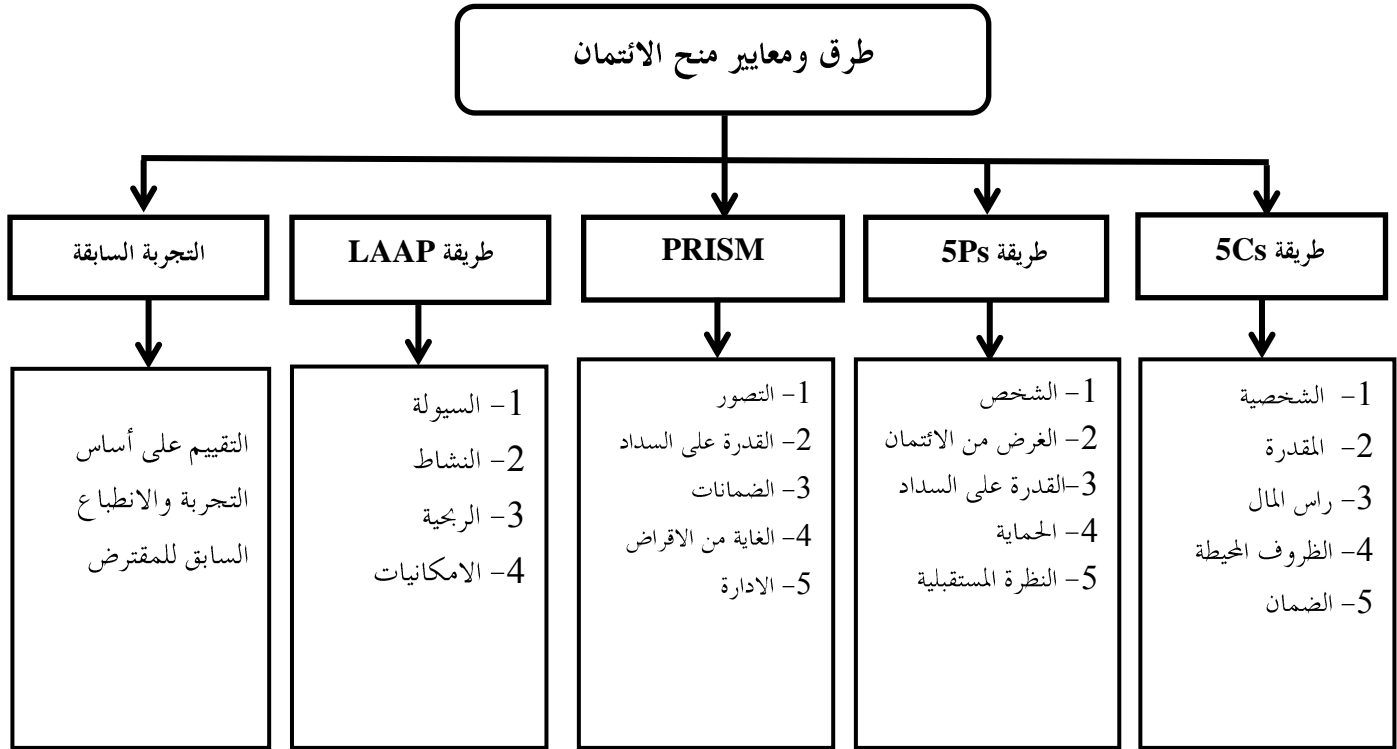 طرق ومعايير منح الائتمان
طريقة 5Cs
طريقة 5Ps
PRISM
طريقة LAAP
التجربة السابقة
1- الشخصية
2- المقدرة
3- راس المال
4- الظروف المحيطة
5- الضمان
1- الشخص
2- الغرض من الائتمان
3-القدرة على السداد
4- الحماية
5- النظرة المستقبلية
1- التصور
2- القدرة على السداد
3- الضمانات
4- الغاية من الاقراض
5- الادارة
1- السيولة
2- النشاط
3- الربحية
4- الامكانيات
التقييم على أساس
التجربة والانطباع
السابق للمقترض